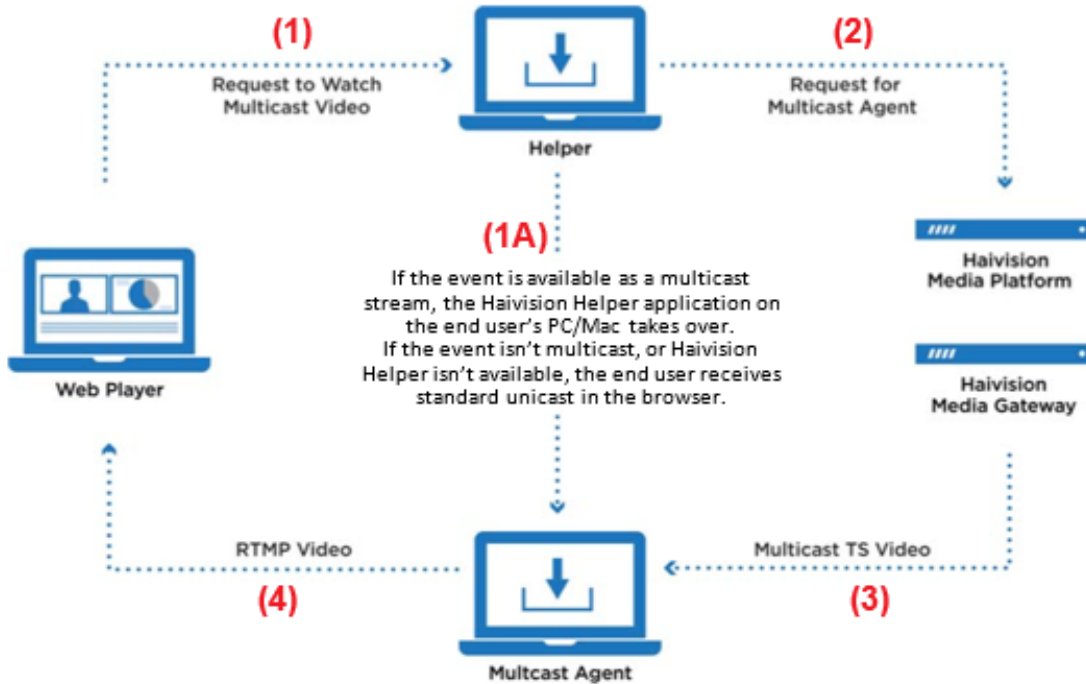 (1)
Request to Watch
Multicast Video
Helper
(2)
Request for
Multicast Agent
(1A)
If the event is available as a multicast
stream, the Haivision Helper application on
the end user’s PC/Mac takes over.
If the event isn’t multicast, or Haivision
Helper isn’t available, the end user receives
standard unicast in the browser.
Web Player
Haivision
Media Platform
Haivision
Media Gateway
RTMP Video
(4)
Multicast TS Video
(3)
Multcast Agent